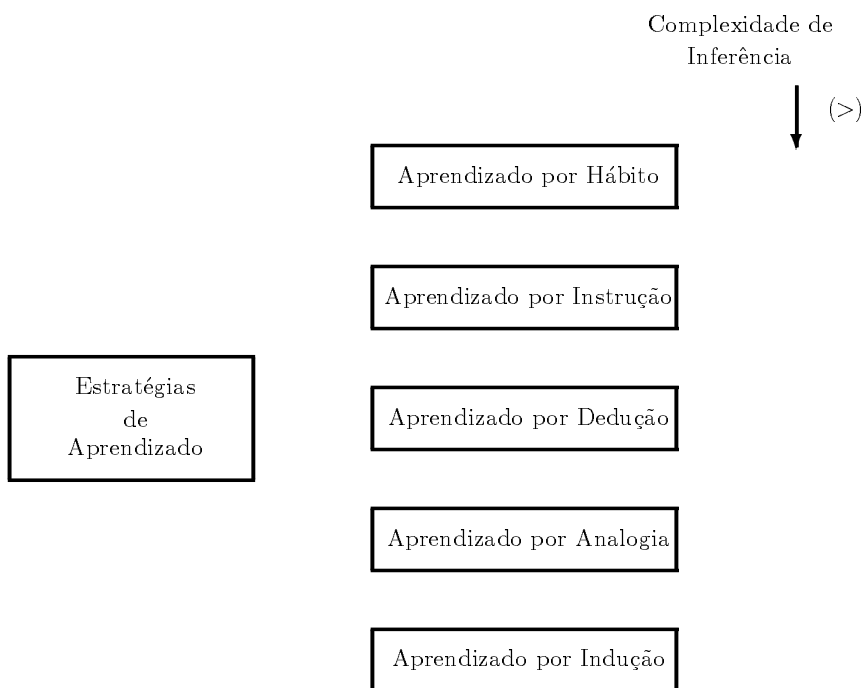 Complexidade de
Inferência
(>)
Aprendizado por Hábito
Aprendizado por Instrução
Estratégias
de
Aprendizado
Aprendizado por Dedução
Aprendizado por Analogia
Aprendizado por Indução